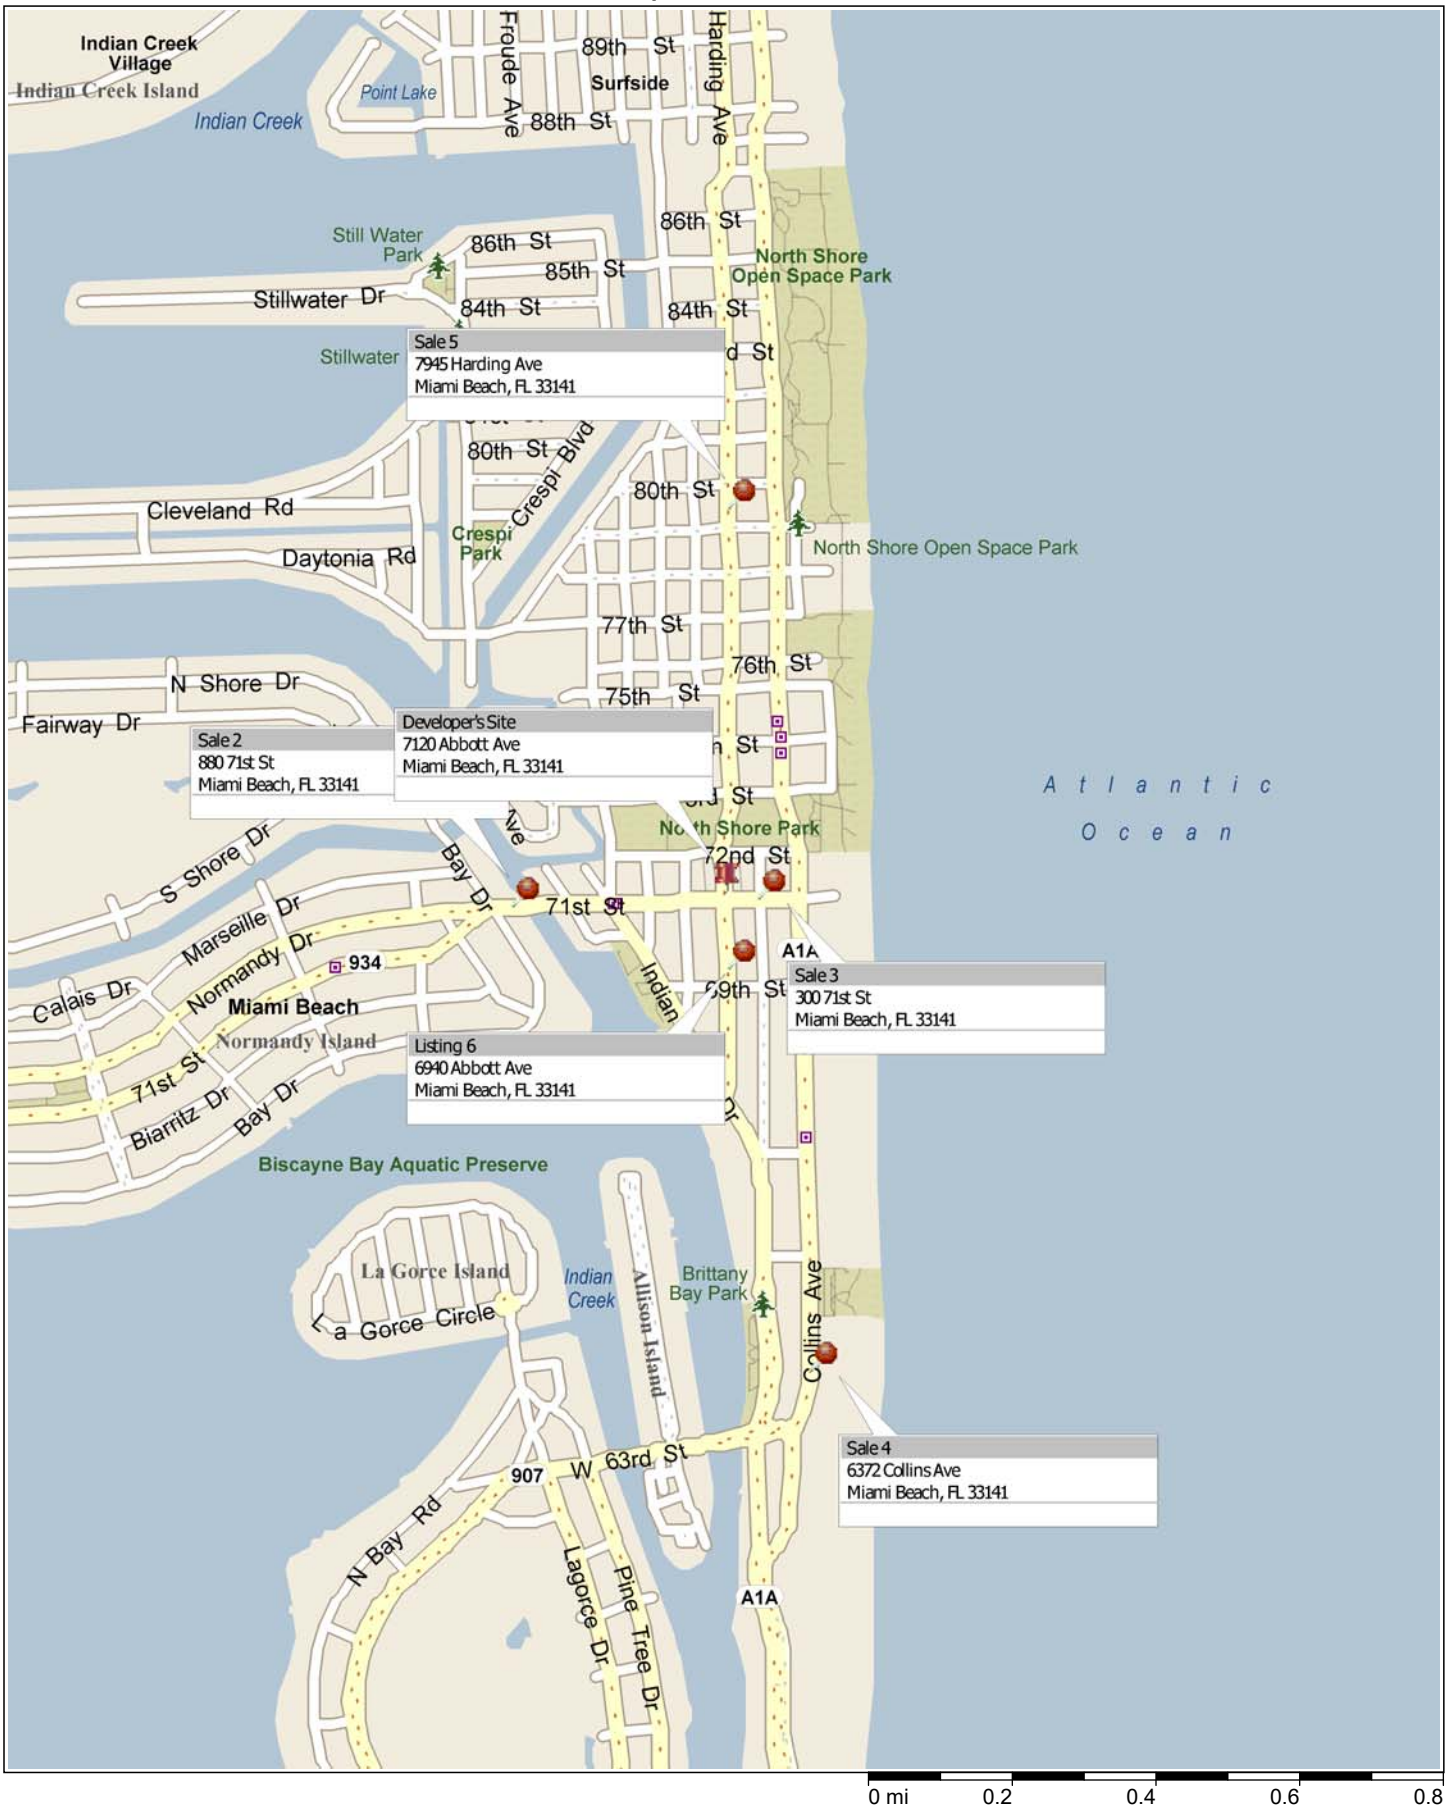 Indian Creek
Village
Indian Creek Island
Indian Creek
Point Lake
Froude Ave
89th St
Surfside
88th St
Harding Ave
86th St
Still Water
Park
86th St
85th St
Stillwater Dr
84th St
84th St
North Shore
Open Space Park
Stillwater
Sale 5
7945 Harding Ave
Miami Beach, FL 33141
St
80th St
Crespi Blvd
80th St
Cleveland Rd
Crespi
Park
Daytonia Rd
North Shore Open Space Park
77th St
76th St
75th St
N Shore Dr
Fairway Dr
Sale 2
880 71st St
Miami Beach, FL 33141
Developer's Site
7120 Abbott Ave
Miami Beach, FL 33141
St
St
Atlantic
Ocean
North Shore Park
72nd St
S Shore Dr
Bay Dr
71st St
Marseille Dr
Normandy Dr
934
Calais Dr
Miami Beach
Normandy Island
Indian
69th St
A1A
Sale 3
300 71st St
Miami Beach, FL 33141
Listing 6
6940 Abbott Ave
Miami Beach, FL 33141
71st St
Biarritz Dr
Bay Dr
Dr
Biscayne Bay Aquatic Preserve
La Gorce Island
La Gorce Circle
Indian
Creek
Allison Island
Brittany
Bay Park
Collins Ave
Sale 4
6372 Collins Ave
Miami Beach, FL 33141
907
W 63rd St
N Bay Rd
Lagorce Dr
Pine Tree Dr
A1A
0 mi 0.2 0.4 0.6 0.8